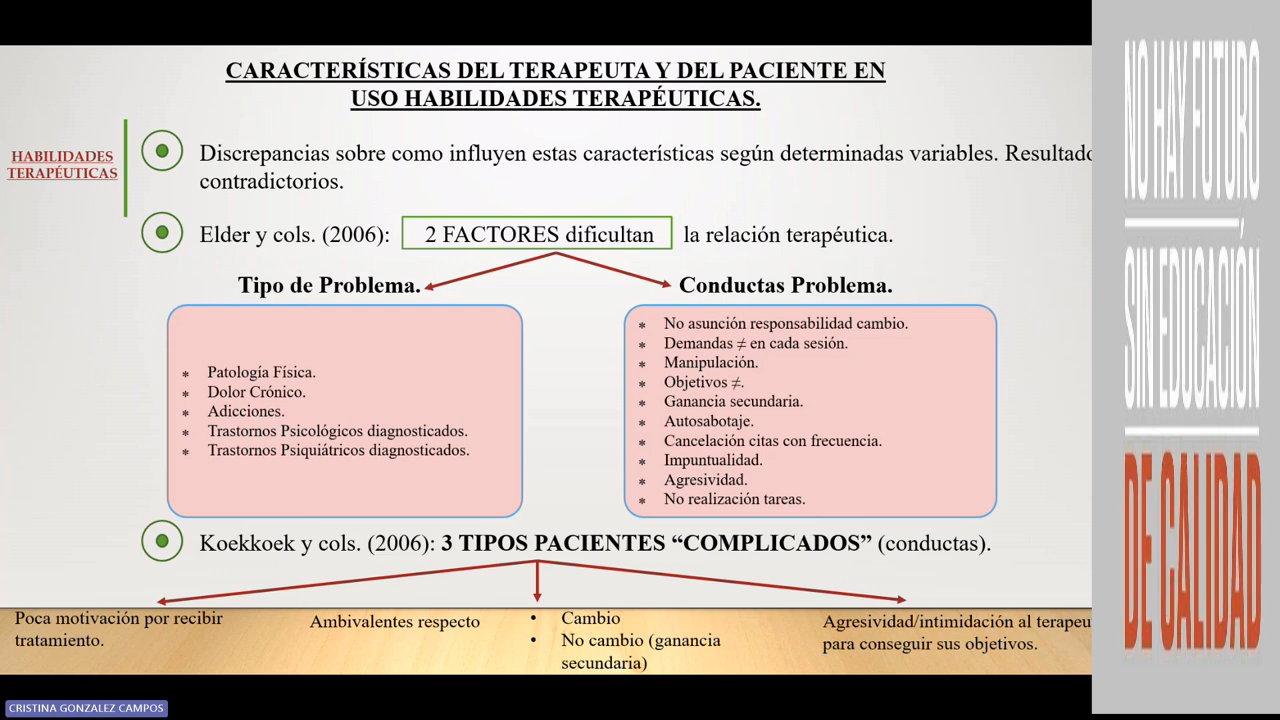 CARACTERÍSTICAS DEL TERAPEUTA Y DEL PACIENTE EN
USO HABILIDADES TERAPÉUTICAS.
HABILIDADES
TERAPÉUTICAS
Discrepancias sobre como influyen estas características según determinadas variables. Resultado
contradictorios.
Elder y cols. (2006): 2 FACTORES dificultan la relación terapéutica.
Tipo de Problema.
Patología Física.
Dolor Crónico.
Adicciones.
Trastornos Psicológicos diagnosticados.
Trastornos Psiquiátricos diagnosticados.
Conductas Problema.
No asunción responsabilidad cambio.
Demandas ≠ en cada sesión.
Manipulación.
Objetivos ≠.
Ganancia secundaria.
Autosabotaje.
Cancelación citas con frecuencia.
Impuntualidad.
Agresividad.
No realización tareas.
Koekkoek y cols. (2006): 3 TIPOS PACIENTES “COMPLICADOS” (conductas).
Poca motivación por recibir
tratamiento.
Ambivalentes respecto
Cambio
No cambio (ganancia
secundaria)
Agresividad/intimidación al terapeu
para conseguir sus objetivos.
NO HAY FUTURO
SIN EDUCACIÓN
DE CALIDAD
CRISTINA GONZALEZ CAMPOS